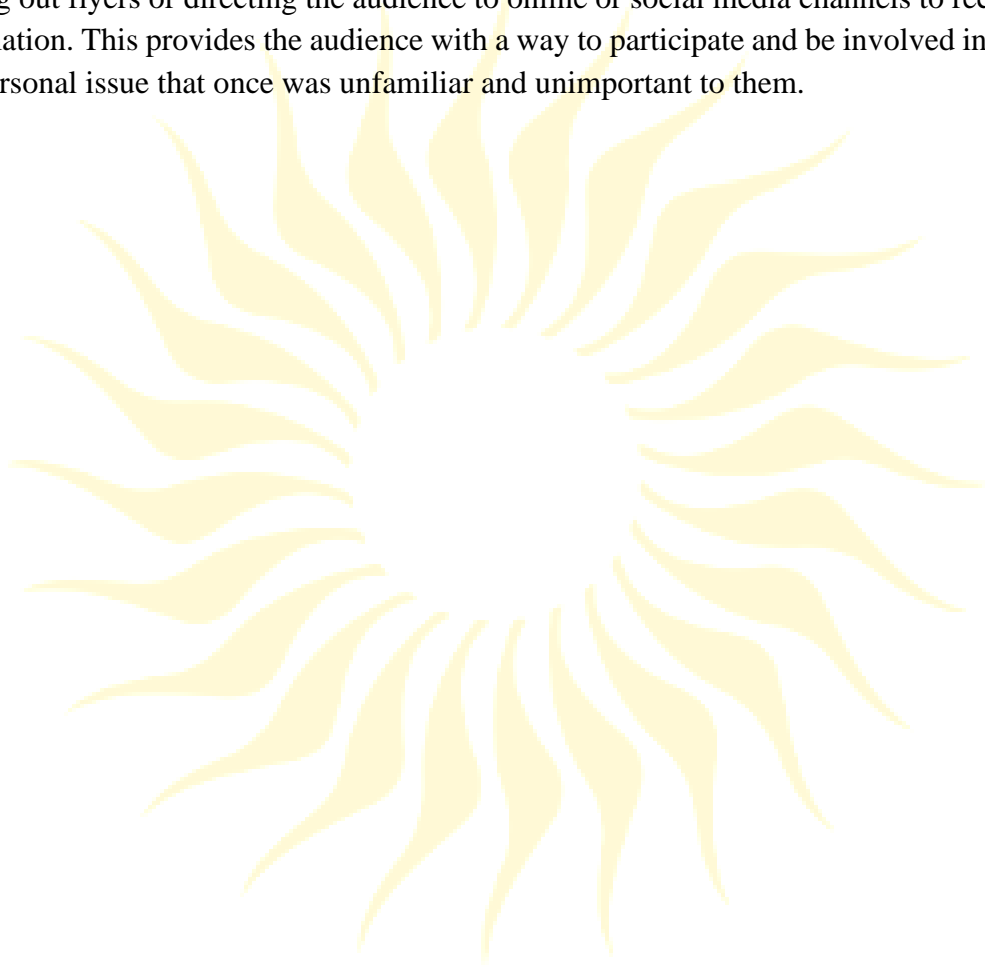 g out flyers or directing the audience to online or social media channels to rec
ation. This provides the audience with a way to participate and be involved in
rsonal issue that once was unfamiliar and unimportant to them.